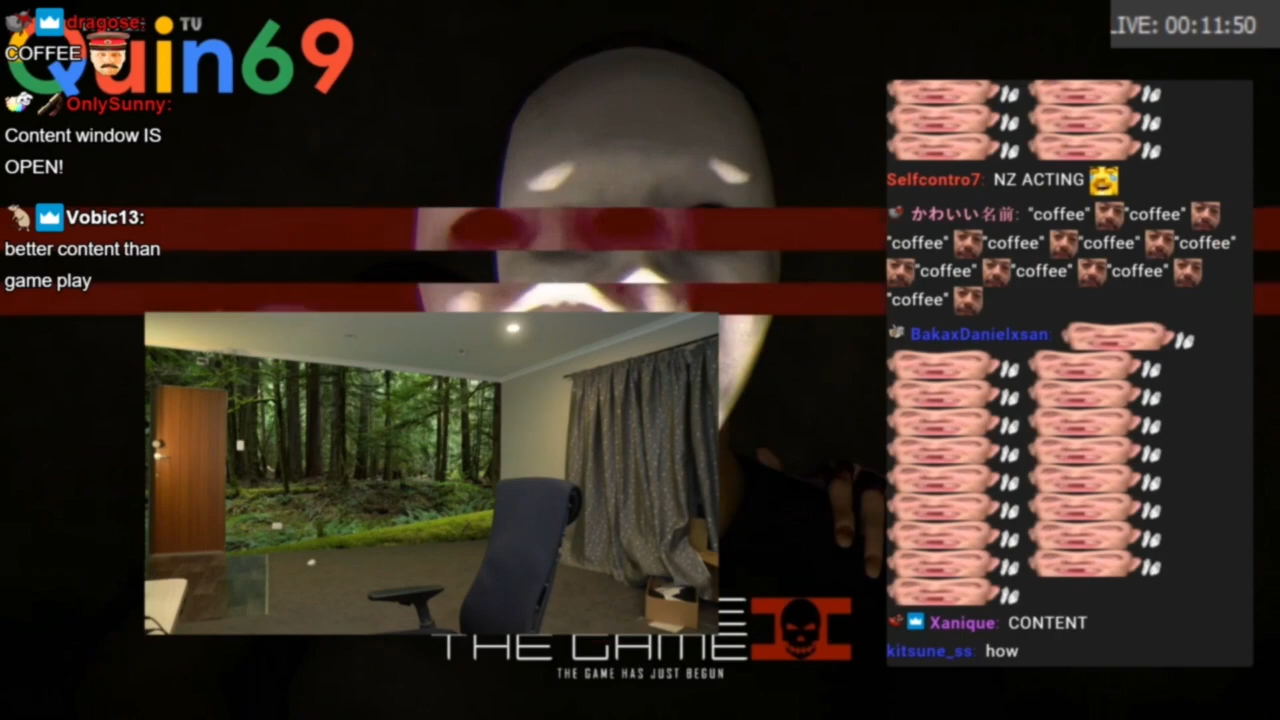 dragose:
COFFEE
TV
Quin69
OnlySunny:
Content window IS
OPEN!
Vobic13:
better content than
game play
LIVE: 00:11:50
Selfcontro7: NZ ACTING
かわいい名前: "coffee" "coffee"
"coffee" "coffee" "coffee" "coffee"
"coffee" "coffee" "coffee"
"coffee"
BakaxDanielxsan
Xanique: CONTENT
kitsune_ss: how
THE GAME
THE GAME HAS JUST BEGUN